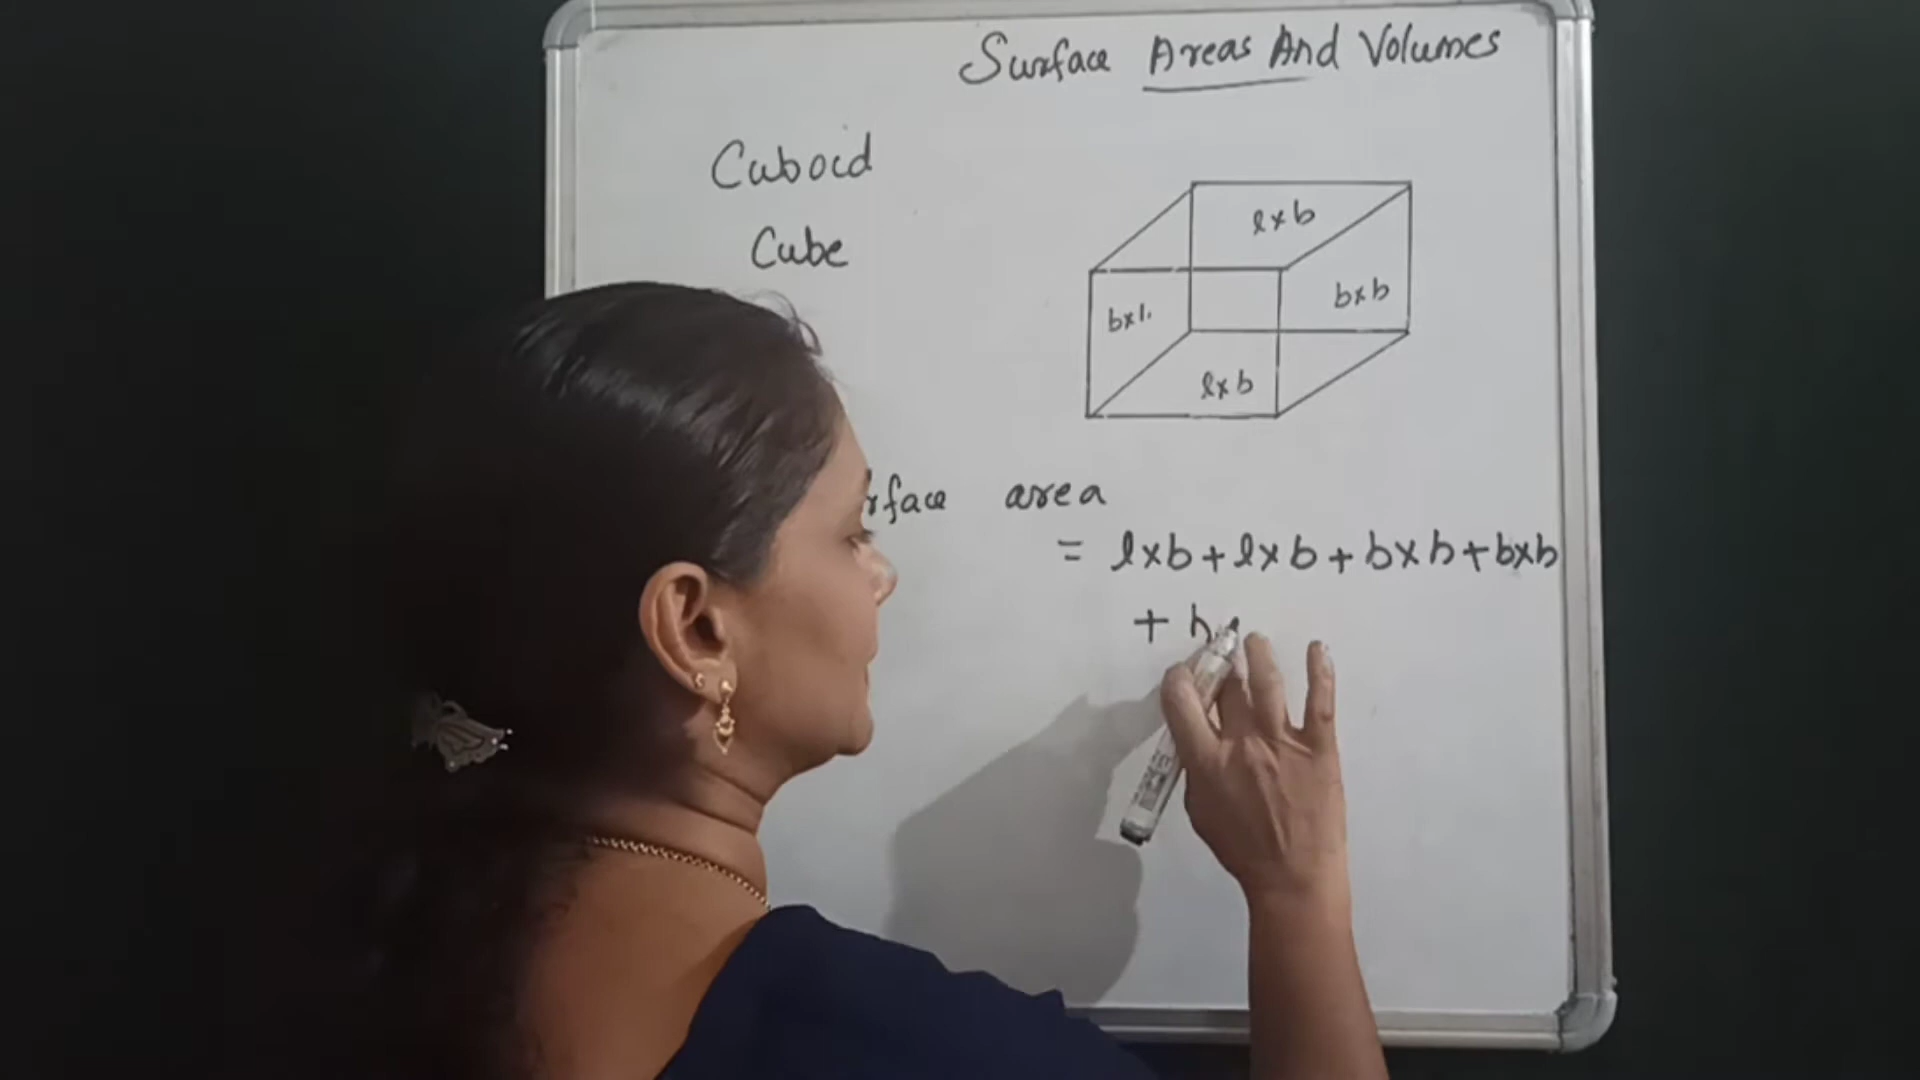 Surface Areas And Volumes
Cuboid
Cube
l×b
b×h
l×b
rface area
= l×b + l×b + b×h + b×h
+ h